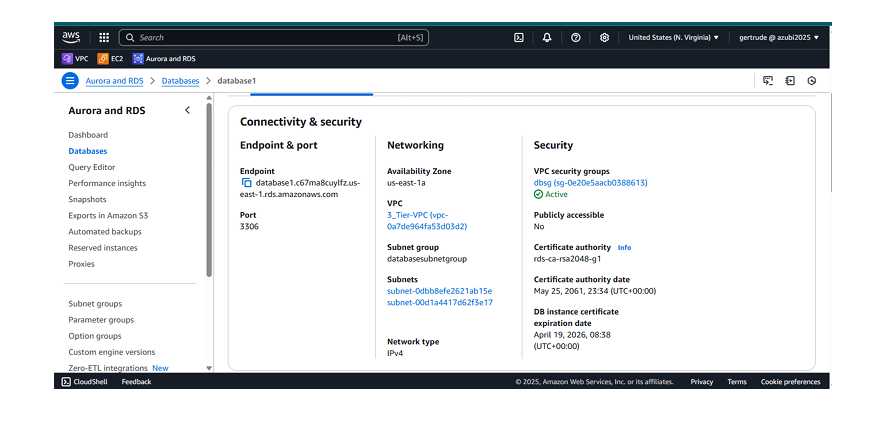 aws
Search
[Alt+S]
United States (N. Virginia) ▼
gertrude @ azubi2025 ▼
VPC
EC2
Aurora and RDS
Aurora and RDS > Databases > database1
Aurora and RDS
Dashboard
Databases
Query Editor
Performance insights
Snapshots
Exports in Amazon S3
Automated backups
Reserved instances
Proxies
Subnet groups
Parameter groups
Option groups
Custom engine versions
Zero-ETL integrations New
Connectivity & security
Endpoint & port
Endpoint
database1.c67ma8cuylfz.us-
east-1.rds.amazonaws.com
Port
3306
Networking
Availability Zone
us-east-1a
VPC
3_Tier-VPC (vpc-
0a7de964fa53d03d2)
Subnet group
databasesubnetgroup
Subnets
subnet-0dbb8efe2621ab15e
subnet-00d1a4417d62f3e17
Network type
IPv4
Security
VPC security groups
dbsg (sg-0e20e5aacb0388613)
Active
Publicly accessible
No
Certificate authority Info
rds-ca-rsa2048-g1
Certificate authority date
May 25, 2061, 23:34 (UTC+00:00)
DB instance certificate
expiration date
April 19, 2026, 08:38
(UTC+00:00)
CloudShell
Feedback
© 2025, Amazon Web Services, Inc. or its affiliates.
Privacy
Terms
Cookie preferences